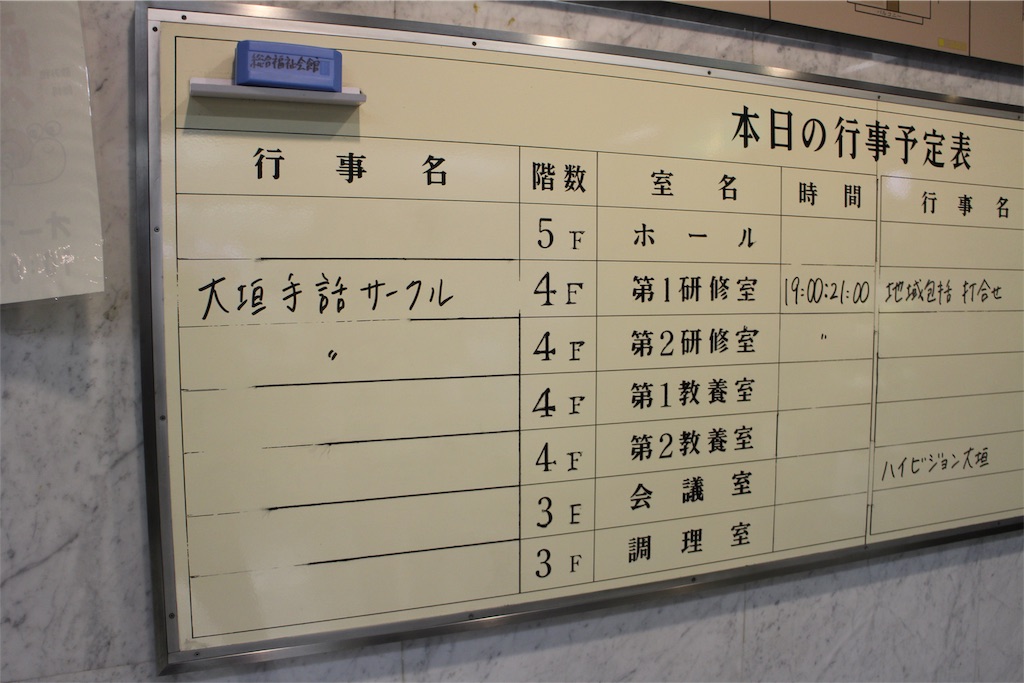 総合福祉会館
本日の行事予定表
行事名 階数 室名 時間 行事名
5F ホール
大垣手話サークル 4F 第1研修室 19:00:21:00 地域包括 打合せ
〃 4F 第2研修室 〃
4F 第1教養室
4F 第2教養室
ハイビジョン大垣
3E 会議室
3F 調理室